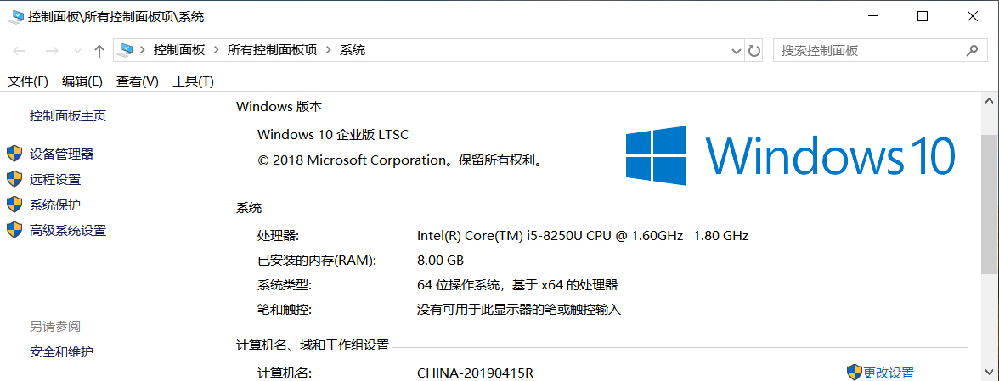 控制面板\所有控制面板项\系统
控制面板 > 所有控制面板项 > 系统
搜索控制面板
文件(F) 编辑(E) 查看(V) 工具(T)
控制面板主页
设备管理器
远程设置
系统保护
高级系统设置
另请参阅
安全和维护
Windows 版本
Windows 10 企业版 LTSC
© 2018 Microsoft Corporation。保留所有权利。
Windows 10
系统
处理器: Intel(R) Core(TM) i5-8250U CPU @ 1.60GHz 1.80 GHz
已安装的内存(RAM): 8.00 GB
系统类型: 64 位操作系统，基于 x64 的处理器
笔和触控: 没有可用于此显示器的笔或触控输入
计算机名、域和工作组设置
计算机名: CHINA-20190415R
更改设置